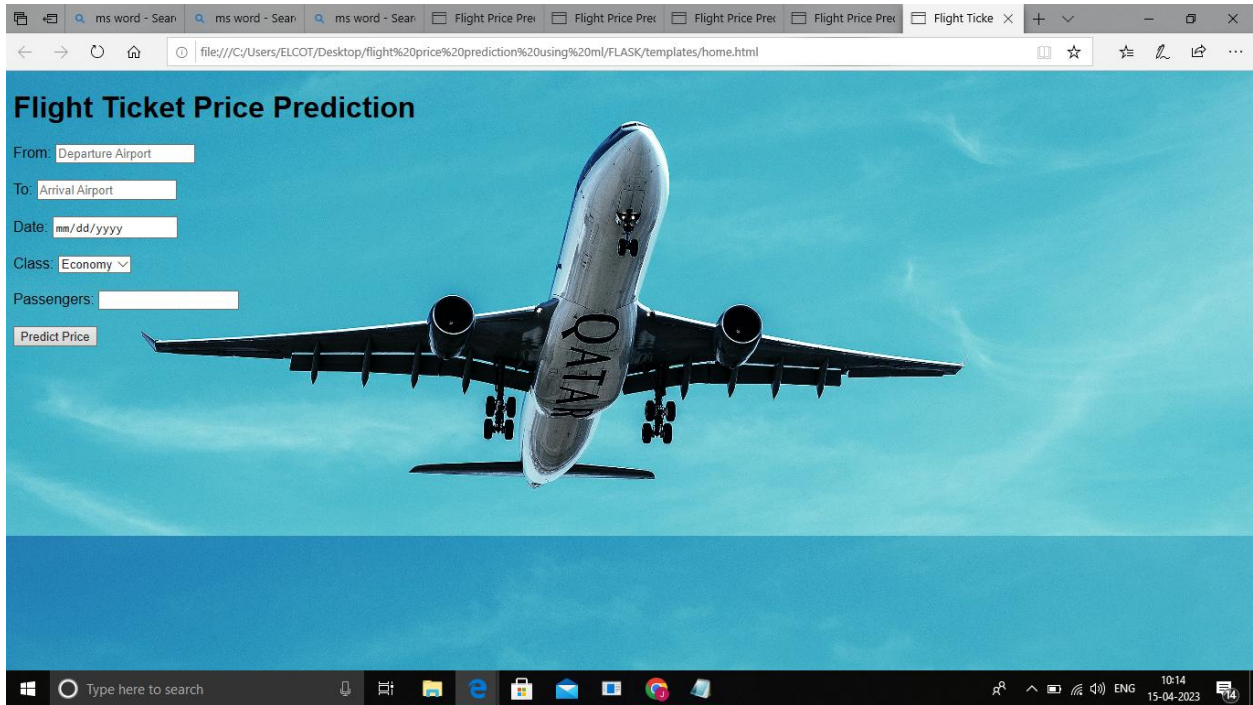 ms word - Sear
ms word - Sear
ms word - Sear
Flight Price Pre
Flight Price Prec
Flight Price Prec
Flight Price Prec
Flight Ticke
file:///C:/Users/ELCOT/Desktop/flight%20price%20prediction%20using%20ml/FLASK/templates/home.html
Flight Ticket Price Prediction
From: Departure Airport
To: Arrival Airport
Date: mm/dd/yyyy
Class: Economy
Passengers:
Predict Price
QATAR
Type here to search
ENG
10:14
15-04-2023
14